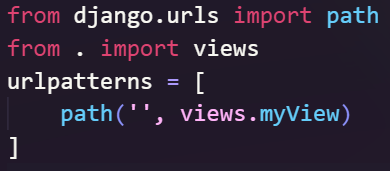 from django.urls import path
from . import views
urlpatterns = [
    path('', views.myView)
]